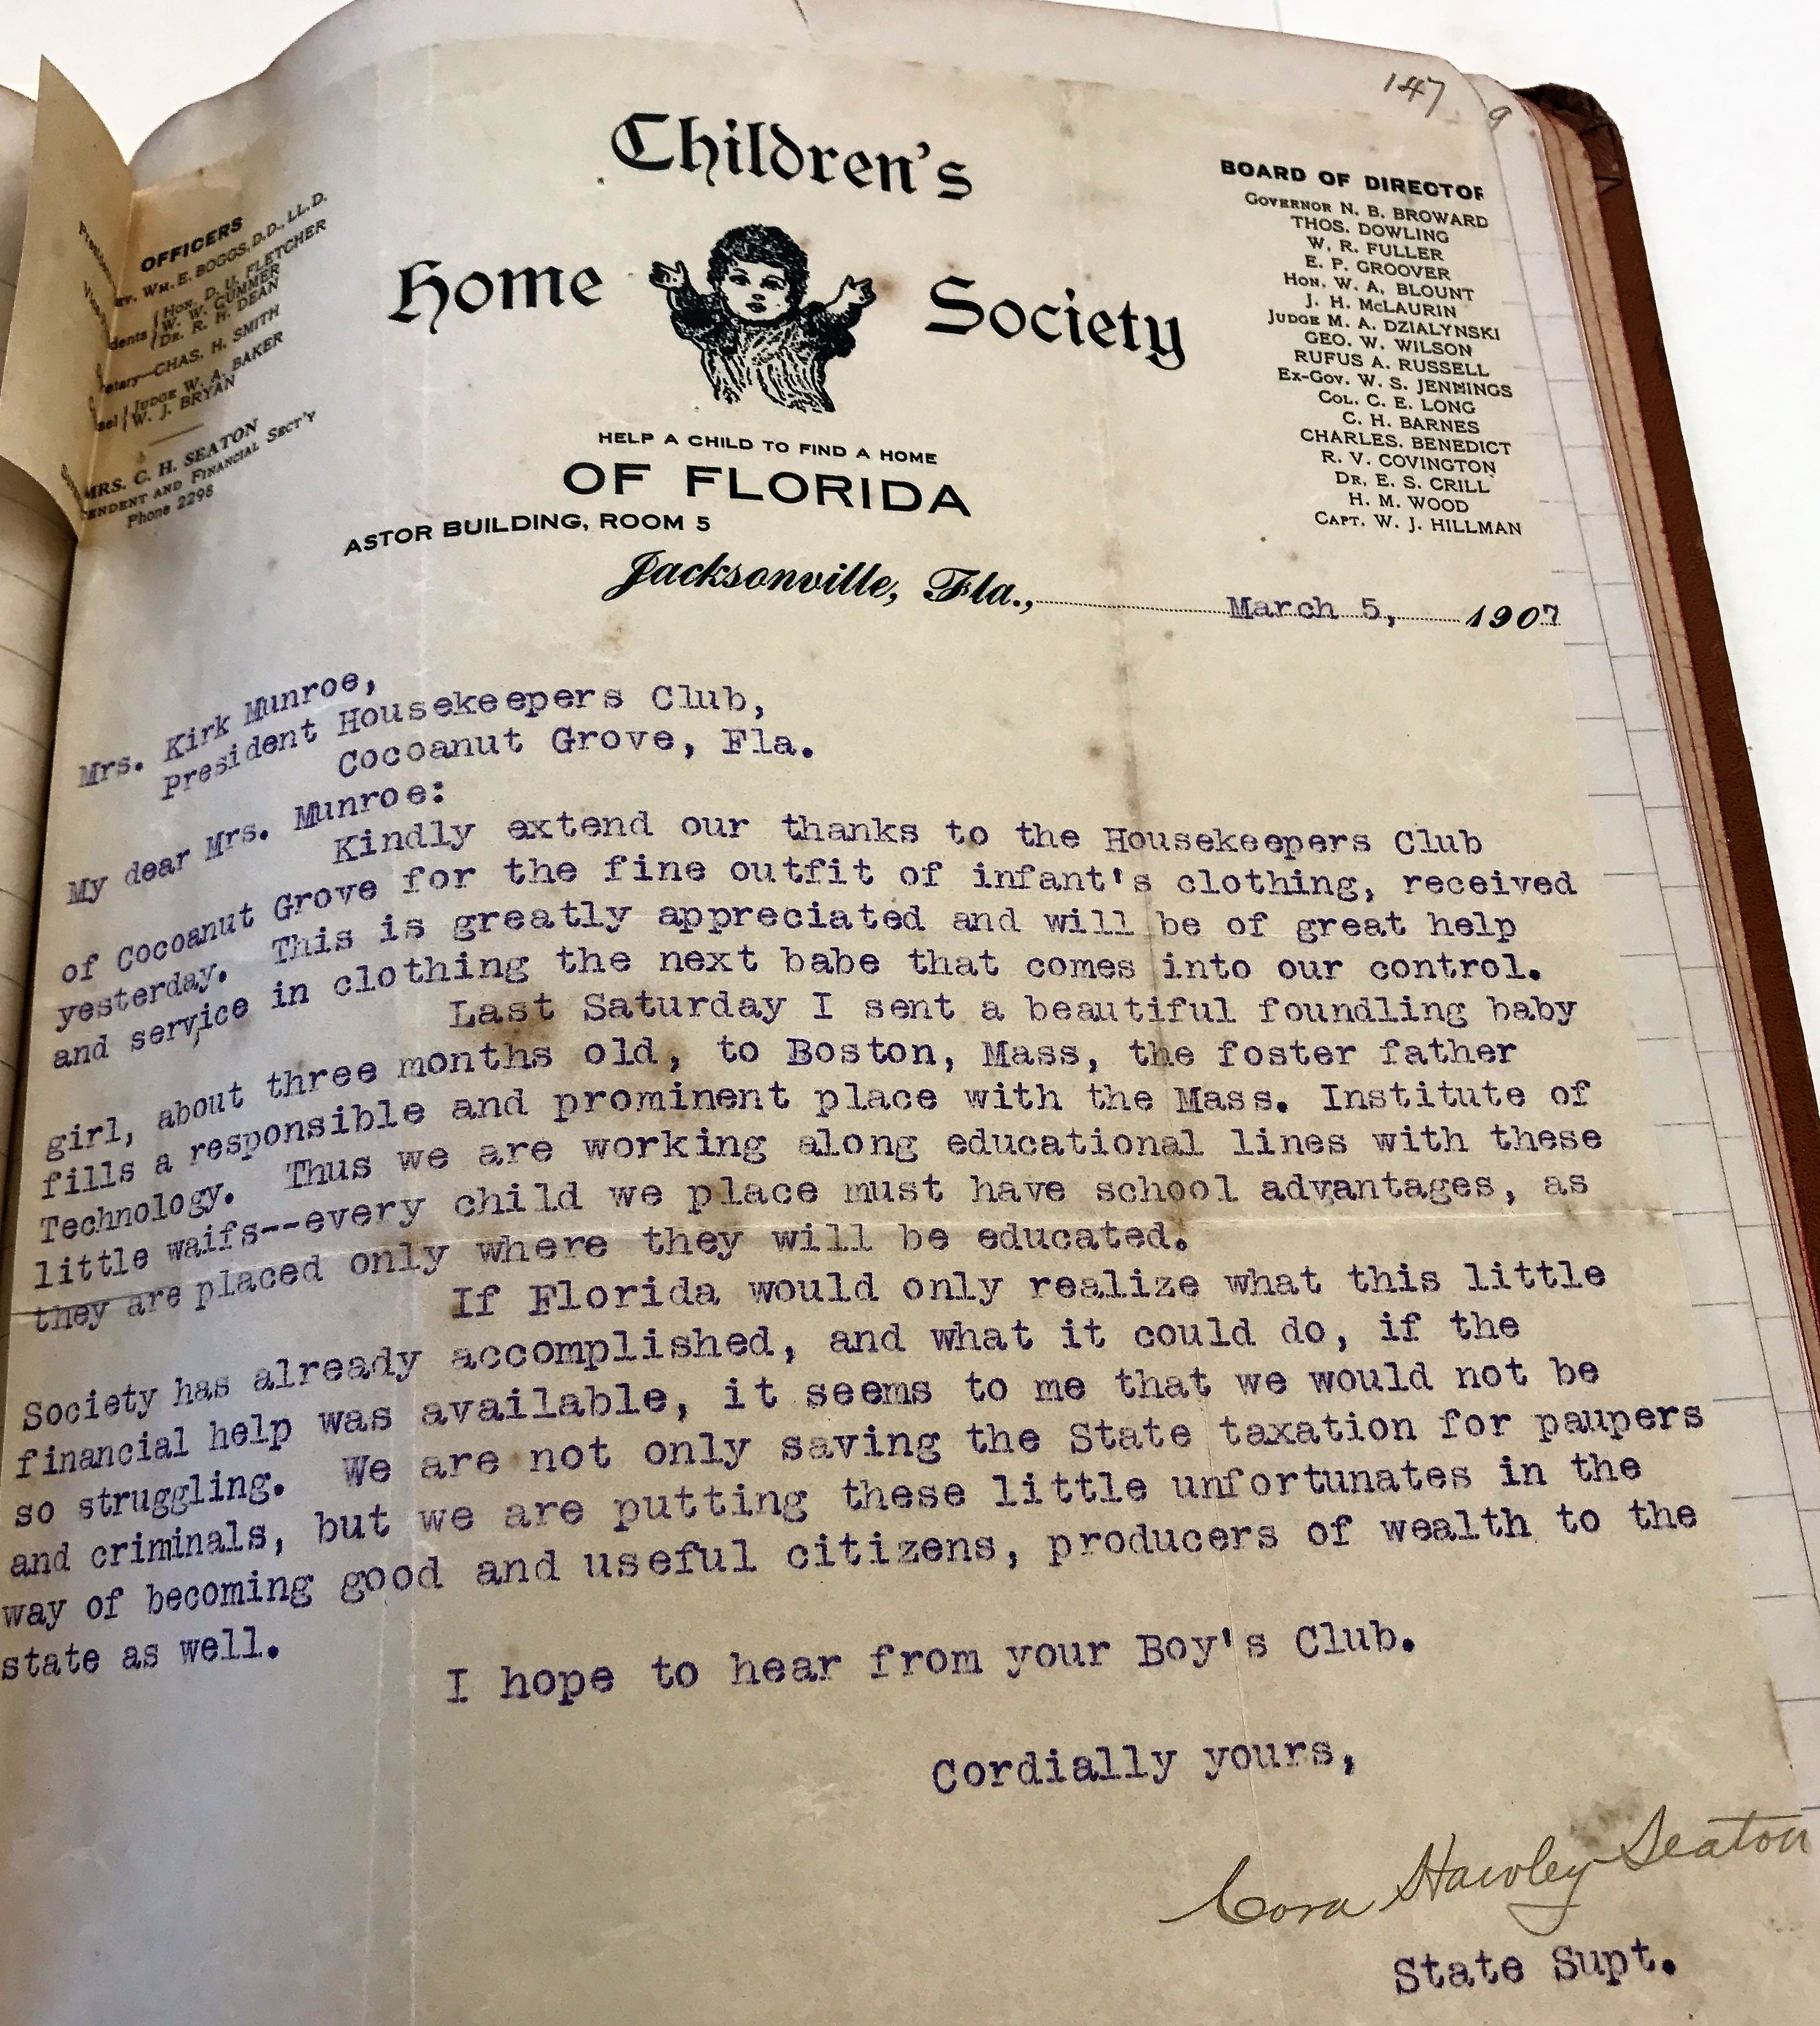 147 9
Children's
Home Society
HELP A CHILD TO FIND A HOME
OF FLORIDA
ASTOR BUILDING, ROOM 5
Jacksonville, Fla., March 5, 1907
OFFICERS
WM. E. BOGGS, D.D., LL.D.
HON. D. U. FLETCHER
W. W. CUMMER
DR. R. H. DEAN
CHAS. H. SMITH
JUDGE W. A. BAKER
W. J. BRYAN
MRS. C. H. SEATON
AND FINANCIAL SECT'Y
Phone 2298
BOARD OF DIRECTOR
GOVERNOR N. B. BROWARD
THOS. DOWLING
W. R. FULLER
E. P. GROOVER
HON. W. A. BLOUNT
J. H. McLAURIN
JUDGE M. A. DZIALYNSKI
GEO. W. WILSON
RUFUS A. RUSSELL
EX-GOV. W. S. JENNINGS
COL. C. E. LONG
C. H. BARNES
CHARLES. BENEDICT
R. V. COVINGTON
DR. E. S. CRILL
H. M. WOOD
CAPT. W. J. HILLMAN
Mrs. Kirk Munroe,
President Housekeepers Club,
Cocoanut Grove, Fla.
My dear Mrs. Munroe:
Kindly extend our thanks to the Housekeepers Club
of Cocoanut Grove for the fine outfit of infant's clothing, received
yesterday. This is greatly appreciated and will be of great help
and service in clothing the next babe that comes into our control.
Last Saturday I sent a beautiful foundling baby
girl, about three months old, to Boston, Mass, the foster father
fills a responsible and prominent place with the Mass. Institute of
Technology. Thus we are working along educational lines with these
little waifs--every child we place must have school advantages, as
they are placed only where they will be educated.
If Florida would only realize what this little
Society has already accomplished, and what it could do, if the
financial help was available, it seems to me that we would not be
so struggling. We are not only saving the State taxation for paupers
and criminals, but we are putting these little unfortunates in the
way of becoming good and useful citizens, producers of wealth to the
state as well.
I hope to hear from your Boy's Club.
Cordially yours,
Cora Hawley Seaton
State Supt.